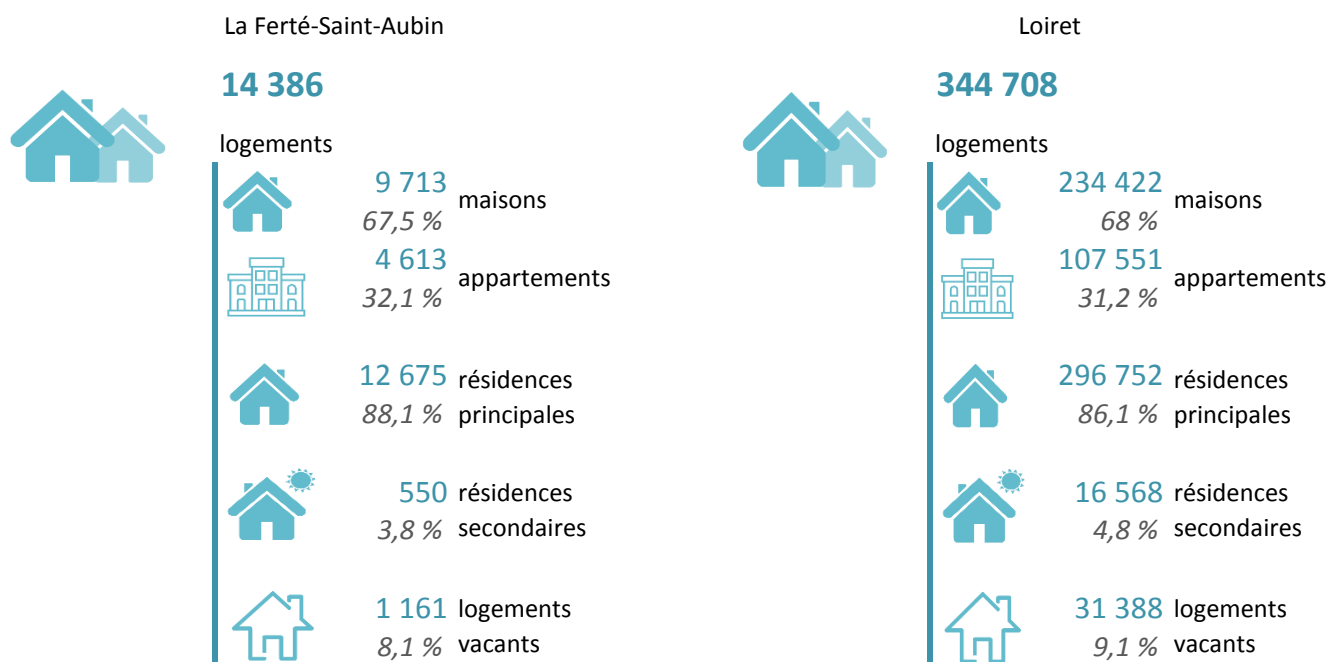 La Ferté-Saint-Aubin
14 386
logements
9 713
67,5 %
maisons
4 613
32,1 %
appartements
12 675
88,1 %
résidences
principales
550
3,8 %
résidences
secondaires
1 161
8,1 %
logements
vacants
Loiret
344 708
logements
234 422
68 %
maisons
107 551
31,2 %
appartements
296 752
86,1 %
résidences
principales
16 568
4,8 %
résidences
secondaires
31 388
9,1 %
logements
vacants